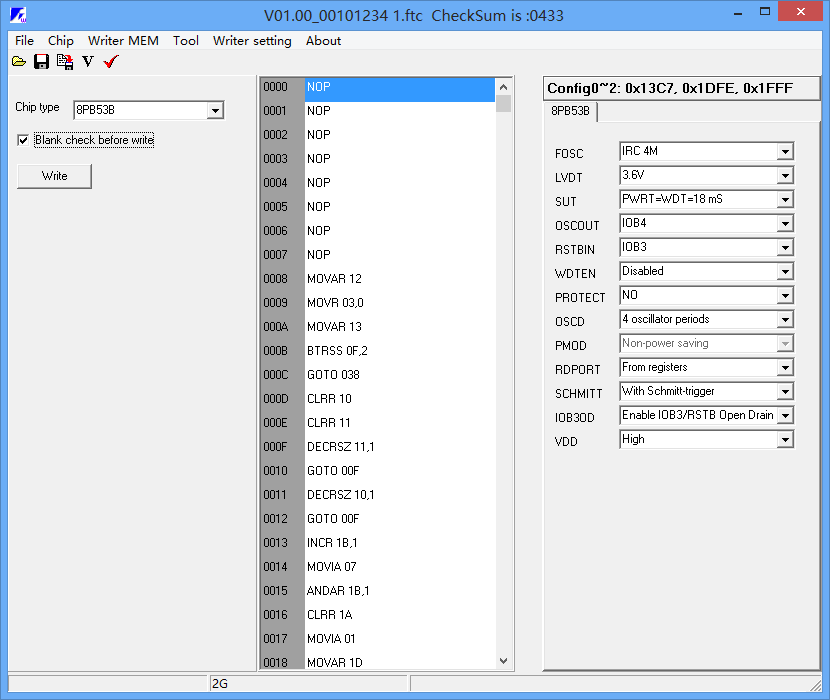 V01.00_00101234 1.ftc CheckSum is :0433
File Chip Writer MEM Tool Writer setting About
V
Chip type 8PB53B
Blank check before write
Write
0000 NOP
0001 NOP
0002 NOP
0003 NOP
0004 NOP
0005 NOP
0006 NOP
0007 NOP
0008 MOVAR 12
0009 MOVR 03,0
000A MOVAR 13
000B BTRSS 0F,2
000C GOTO 038
000D CLRR 10
000E CLRR 11
000F DECRSZ 11,1
0010 GOTO 00F
0011 DECRSZ 10,1
0012 GOTO 00F
0013 INCR 1B,1
0014 MOVIA 07
0015 ANDAR 1B,1
0016 CLRR 1A
0017 MOVIA 01
0018 MOVAR 1D
Config0~2: 0x13C7, 0x1DFE, 0x1FFF
8PB53B
FOSC IRC 4M
LVDT 3.6V
SUT PWRT=WDT=18 mS
OSCOUT IOB4
RSTBIN IOB3
WDTEN Disabled
PROTECT NO
OSCD 4 oscillator periods
PMOD Non-power saving
RDPORT From registers
SCHMITT With Schmitt-trigger
IOB3OD Enable IOB3/RSTB Open Drain
VDD High
2G